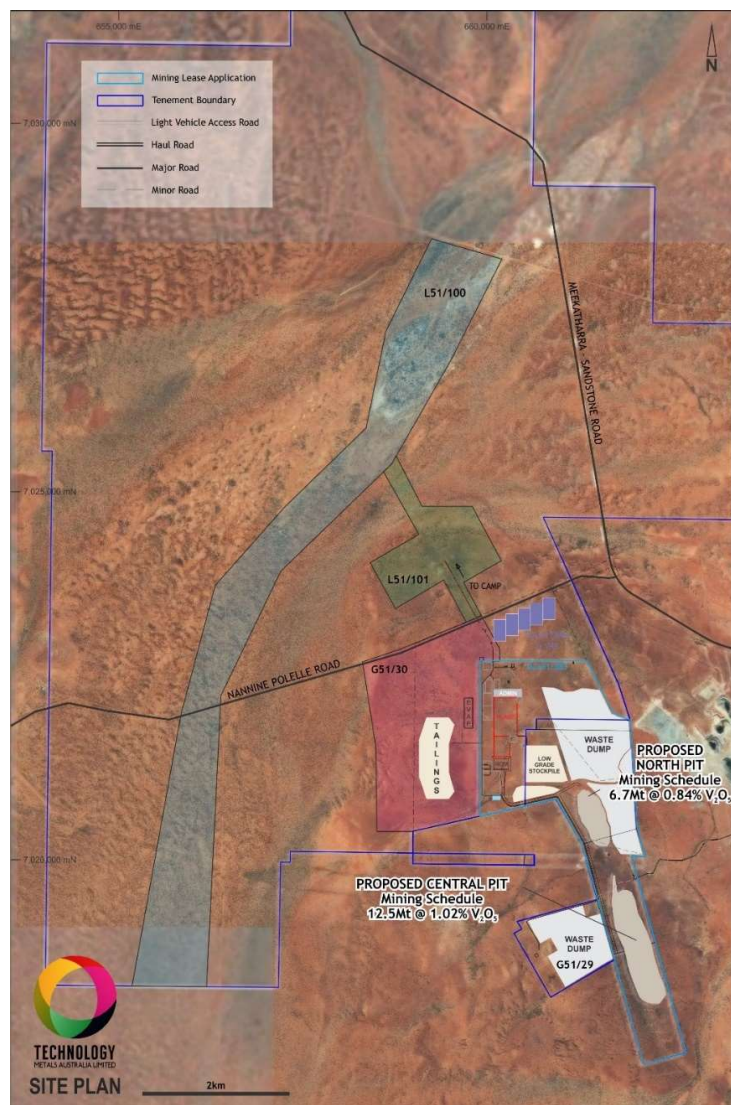 655,000 mE
660,000 mE
N
Mining Lease Application
Tenement Boundary
Light Vehicle Access Road
Haul Road
Major Road
Minor Road
7,030,000 mN
L51/100
MEEKATHARRA - SANDSTONE ROAD
7,025,000 mN
L51/101
TO CAMP
NANNINE POLELLE ROAD
G51/30
ADMIN
EVAP
TAILINGS
WASTE
DUMP
LOW
GRADE
STOCKPILE
PROPOSED
NORTH PIT
Mining Schedule
6.7Mt @ 0.84% V₂O₅
7,020,000 mN
PROPOSED CENTRAL PIT
Mining Schedule
12.5Mt @ 1.02% V₂O₅
WASTE
DUMP
G51/29
TECHNOLOGY
METALS AUSTRALIA LIMITED
SITE PLAN
2km